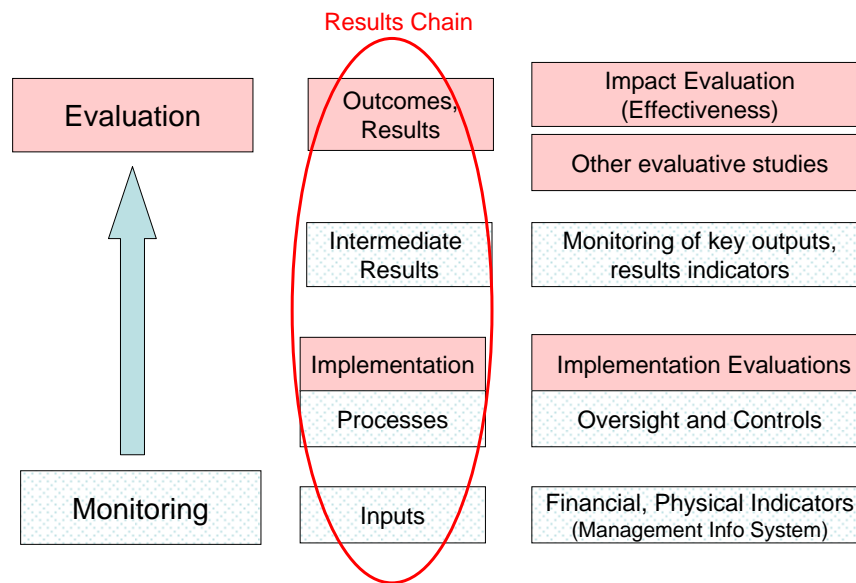 Results Chain
Evaluation
Outcomes,
Results
Impact Evaluation
(Effectiveness)
Other evaluative studies
Intermediate
Results
Monitoring of key outputs,
results indicators
Implementation
Implementation Evaluations
Processes
Oversight and Controls
Monitoring
Inputs
Financial, Physical Indicators
(Management Info System)